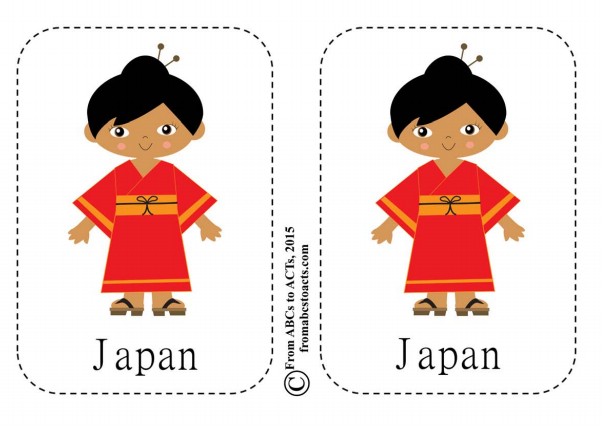 Japan
© From ABCs to ACTs, 2015
fromabcstoacts.com
Japan